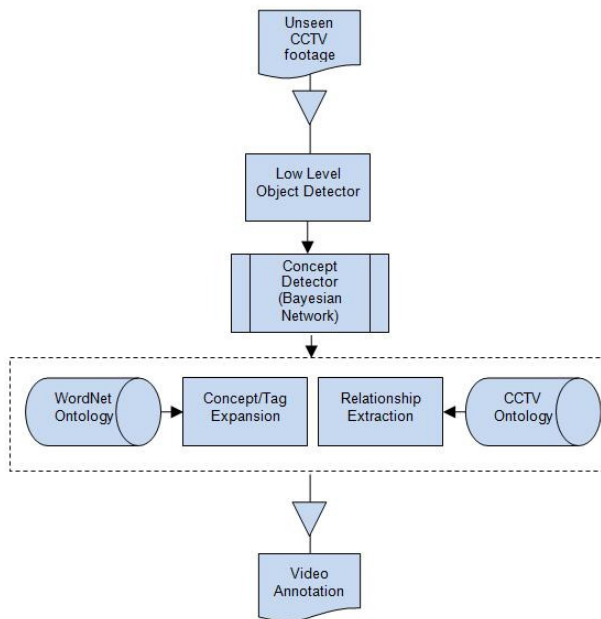 Unseen
CCTV
footage
Low Level
Object Detector
Concept
Detector
(Bayesian
Network)
WordNet
Ontology
Concept/Tag
Expansion
Relationship
Extraction
CCTV
Ontology
Video
Annotation